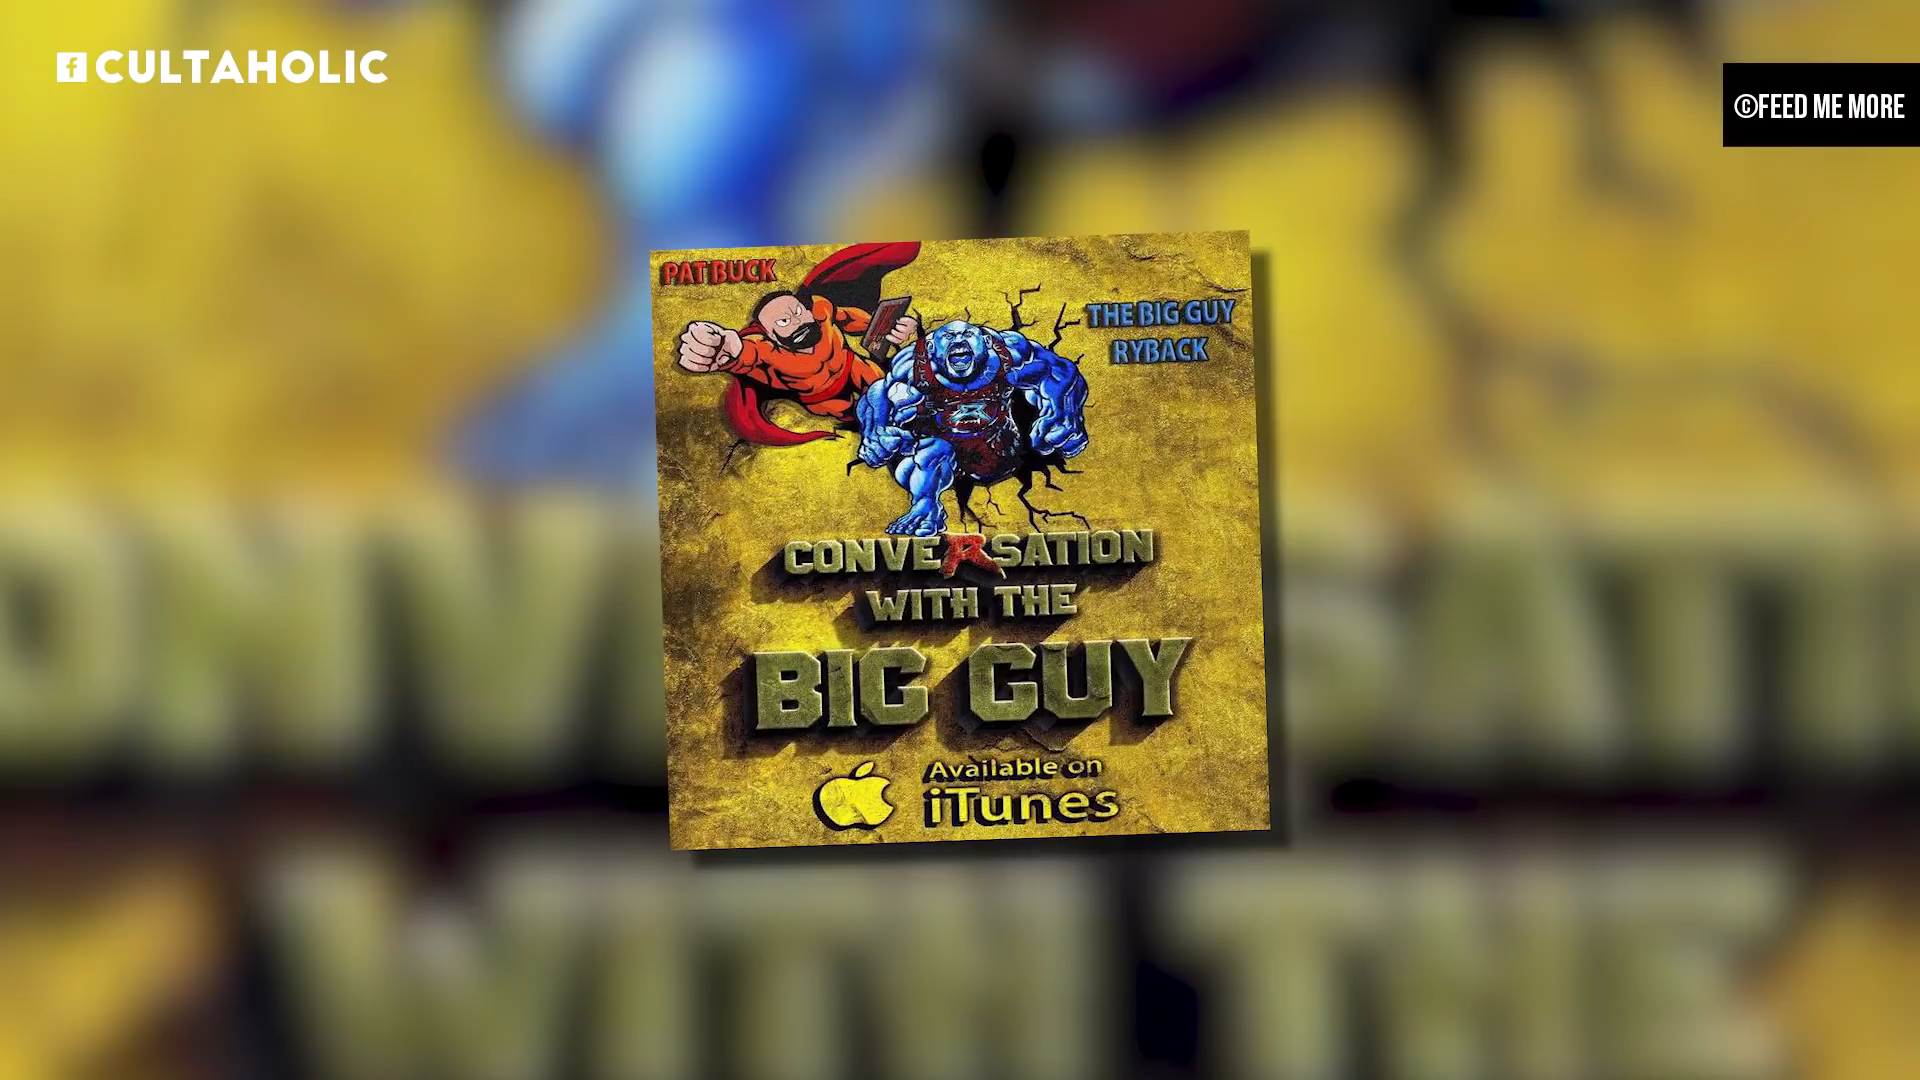 CULTAHOLIC
©FEED ME MORE
PAT BUCK
THE BIG GUY
RYBACK
CONVERSATION
WITH THE
BIG GUY
Available on
iTunes